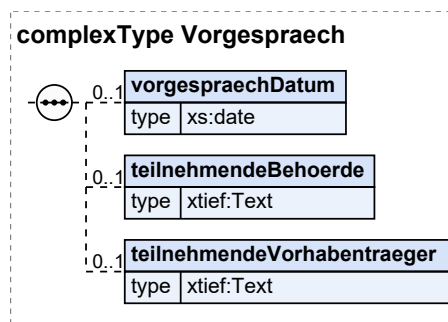 complexType Vorgespraech
0..1 vorgespraechDatum
type xs:date
0..1 teilnehmendeBehoerde
type xtief:Text
0..1 teilnehmendeVorhabentraeger
type xtief:Text